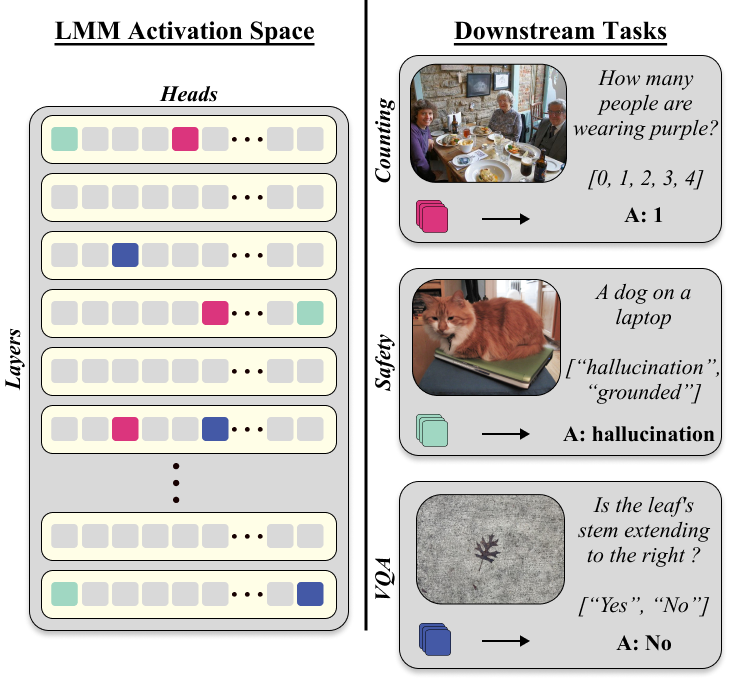 LMM Activation Space
Heads
Layers
Downstream Tasks
Counting
How many
people are
wearing purple?
[0, 1, 2, 3, 4]
A: 1
Safety
A dog on a
laptop
[“hallucination”,
“grounded”]
A: hallucination
VQA
Is the leaf's
stem extending
to the right ?
[“Yes”, “No”]
A: No